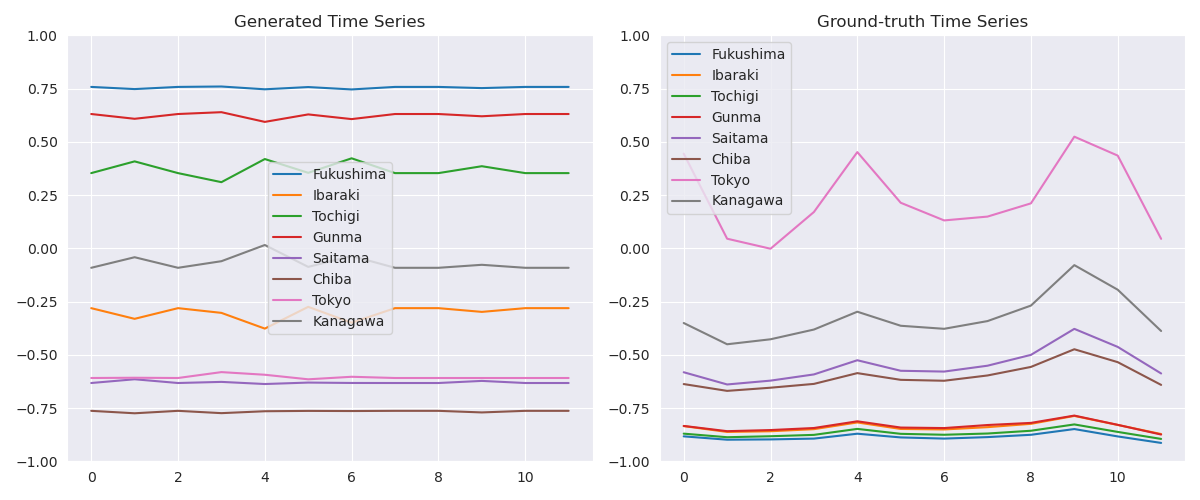 Generated Time Series
1.00
0.75
0.50
0.25
0.00
−0.25
−0.50
−0.75
−1.00
0 2 4 6 8 10
Fukushima
Ibaraki
Tochigi
Gunma
Saitama
Chiba
Tokyo
Kanagawa
Ground-truth Time Series
1.00
0.75
0.50
0.25
0.00
−0.25
−0.50
−0.75
−1.00
0 2 4 6 8 10
Fukushima
Ibaraki
Tochigi
Gunma
Saitama
Chiba
Tokyo
Kanagawa